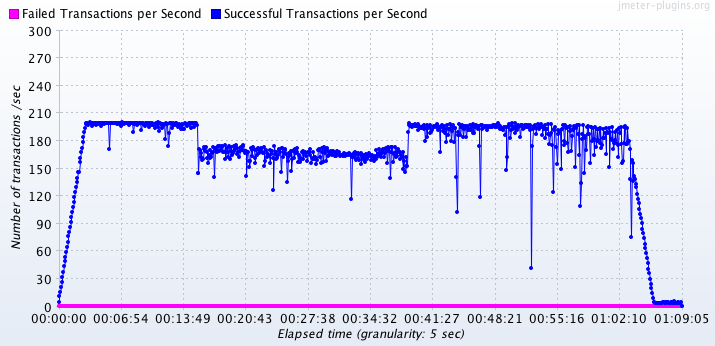 jmeter-plugins.org
Failed Transactions per Second Successful Transactions per Second
300
270
240
210
180
150
120
90
60
30
0
Number of transactions /sec
00:00:00 00:06:54 00:13:49 00:20:43 00:27:38 00:34:32 00:41:27 00:48:21 00:55:16 01:02:10 01:09:05
Elapsed time (granularity: 5 sec)